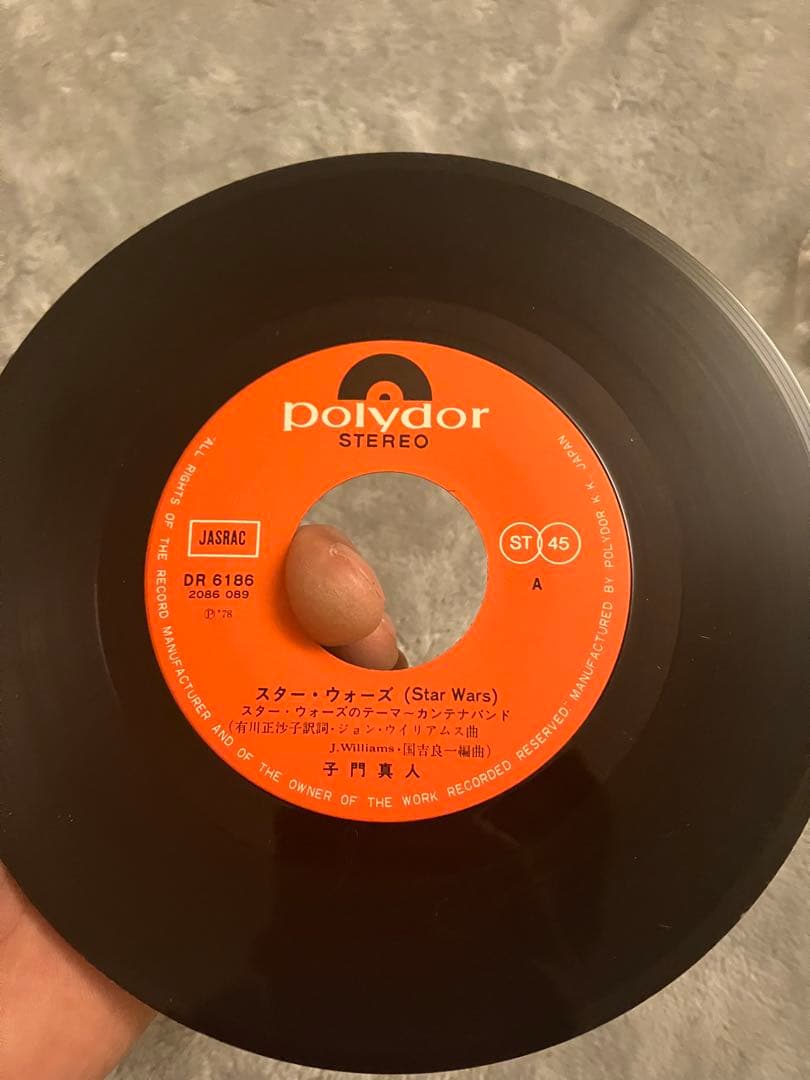 polydor
STEREO
JASRAC
ST 45
DR 6186
2086 089
Ⓟ'78
A
スター・ウォーズ (Star Wars)
スター・ウォーズのテーマ〜カンテナバンド
(有川正沙子訳詞・ジョン・ウイリアムス曲
J.Williams・国吉良一編曲)
子門真人
"ALL RIGHTS OF THE RECORD MANUFACTURER AND OF THE OWNER OF THE WORK RECORDED RESERVED" MANUFACTURED BY POLYDOR K.K. JAPAN